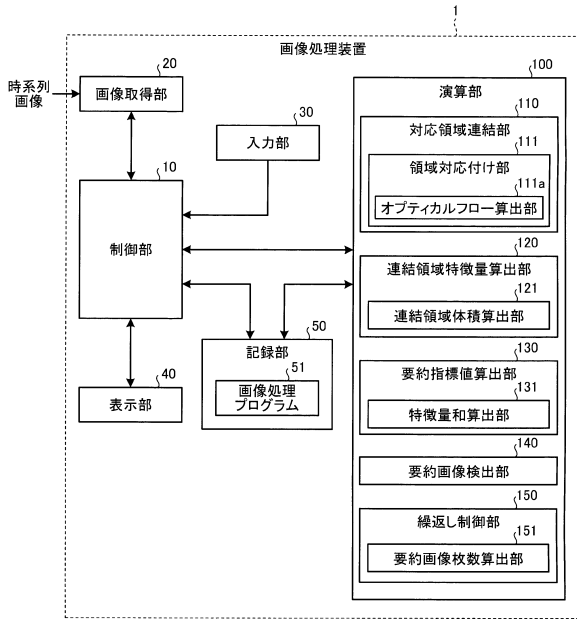 1
画像処理装置
時系列
画像
20
画像取得部
30
入力部
10
制御部
40
表示部
50
記録部
51
画像処理
プログラム
100
演算部
110
対応領域連結部
111
領域対応付け部
111a
オプティカルフロー算出部
120
連結領域特徴量算出部
121
連結領域体積算出部
130
要約指標値算出部
131
特徴量和算出部
140
要約画像検出部
150
繰返し制御部
151
要約画像枚数算出部